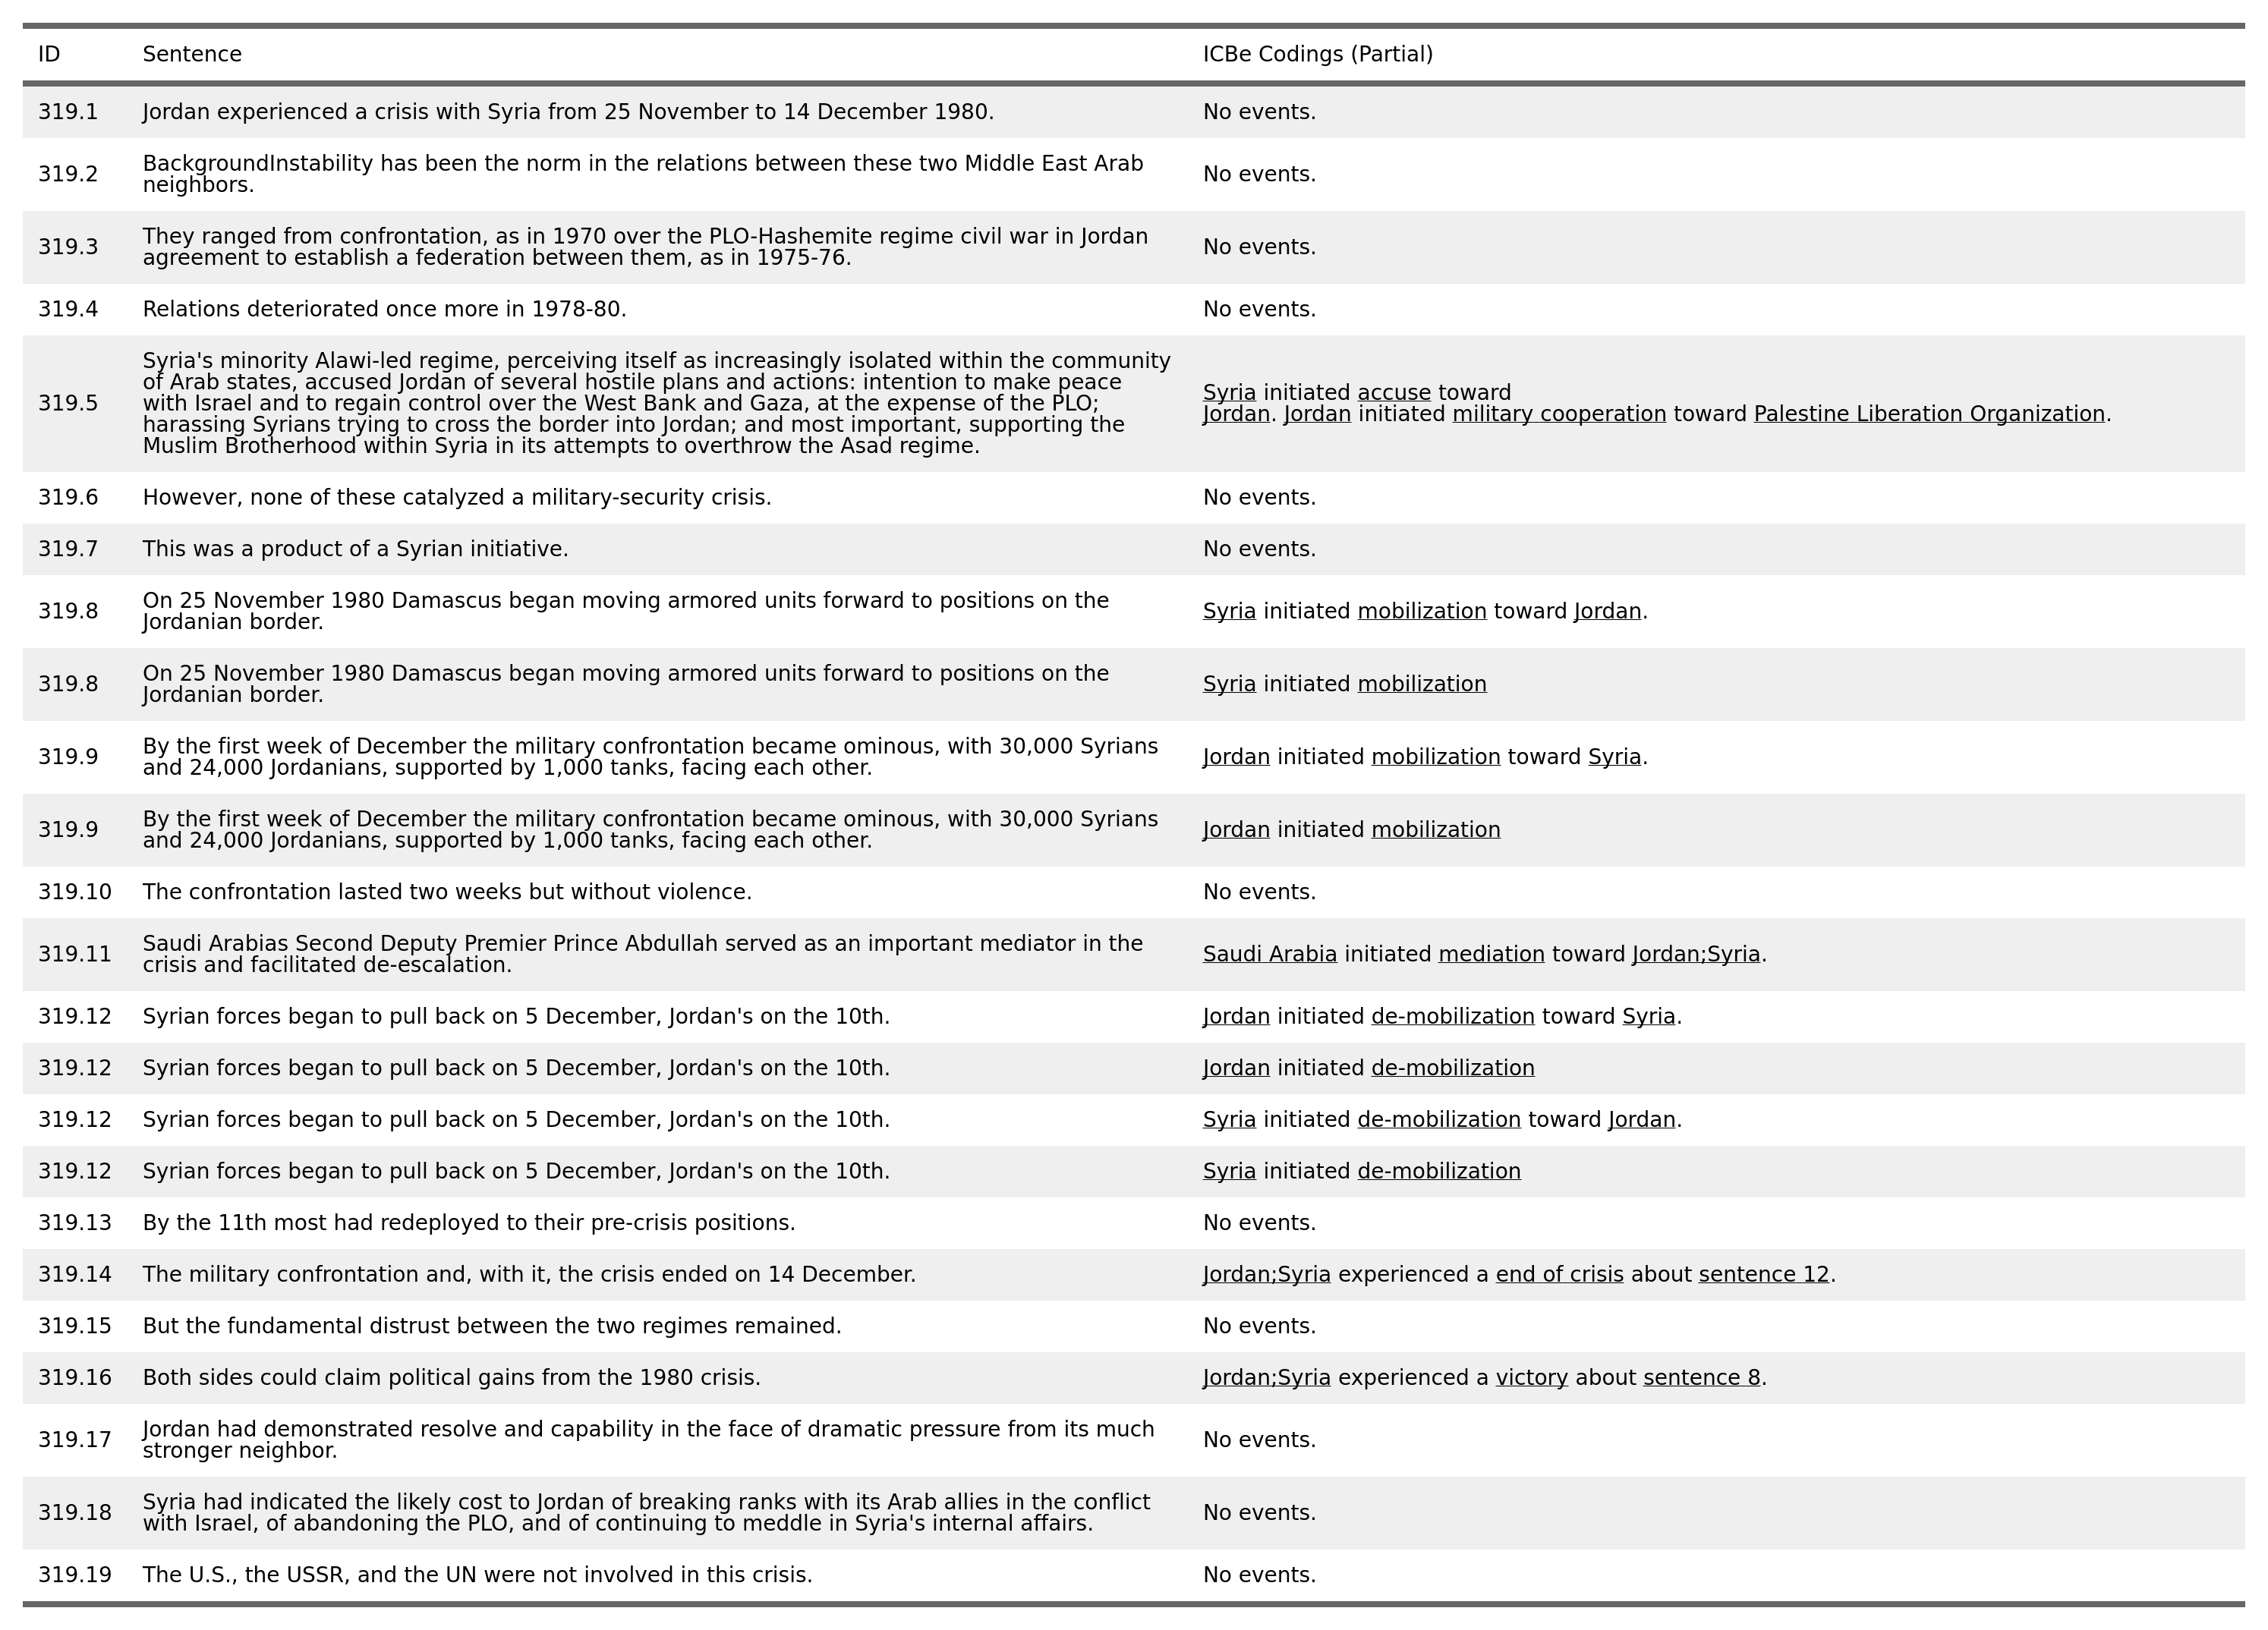 ID Sentence ICBe Codings (Partial)
319.1 Jordan experienced a crisis with Syria from 25 November to 14 December 1980. No events.
319.2 BackgroundInstability has been the norm in the relations between these two Middle East Arab
neighbors. No events.
319.3 They ranged from confrontation, as in 1970 over the PLO-Hashemite regime civil war in Jordan
agreement to establish a federation between them, as in 1975-76. No events.
319.4 Relations deteriorated once more in 1978-80. No events.
319.5 Syria's minority Alawi-led regime, perceiving itself as increasingly isolated within the community
of Arab states, accused Jordan of several hostile plans and actions: intention to make peace
with Israel and to regain control over the West Bank and Gaza, at the expense of the PLO;
harassing Syrians trying to cross the border into Jordan; and most important, supporting the
Muslim Brotherhood within Syria in its attempts to overthrow the Asad regime.
Syria initiated accuse toward
Jordan. Jordan initiated military cooperation toward Palestine Liberation Organization.
319.6 However, none of these catalyzed a military-security crisis. No events.
319.7 This was a product of a Syrian initiative. No events.
319.8 On 25 November 1980 Damascus began moving armored units forward to positions on the
Jordanian border. Syria initiated mobilization toward Jordan.
319.8 On 25 November 1980 Damascus began moving armored units forward to positions on the
Jordanian border. Syria initiated mobilization
319.9 By the first week of December the military confrontation became ominous, with 30,000 Syrians
and 24,000 Jordanians, supported by 1,000 tanks, facing each other. Jordan initiated mobilization toward Syria.
319.9 By the first week of December the military confrontation became ominous, with 30,000 Syrians
and 24,000 Jordanians, supported by 1,000 tanks, facing each other. Jordan initiated mobilization
319.10 The confrontation lasted two weeks but without violence. No events.
319.11 Saudi Arabias Second Deputy Premier Prince Abdullah served as an important mediator in the
crisis and facilitated de-escalation. Saudi Arabia initiated mediation toward Jordan;Syria.
319.12 Syrian forces began to pull back on 5 December, Jordan's on the 10th. Jordan initiated de-mobilization toward Syria.
319.12 Syrian forces began to pull back on 5 December, Jordan's on the 10th. Jordan initiated de-mobilization
319.12 Syrian forces began to pull back on 5 December, Jordan's on the 10th. Syria initiated de-mobilization toward Jordan.
319.12 Syrian forces began to pull back on 5 December, Jordan's on the 10th. Syria initiated de-mobilization
319.13 By the 11th most had redeployed to their pre-crisis positions. No events.
319.14 The military confrontation and, with it, the crisis ended on 14 December. Jordan;Syria experienced a end of crisis about sentence 12.
319.15 But the fundamental distrust between the two regimes remained. No events.
319.16 Both sides could claim political gains from the 1980 crisis. Jordan;Syria experienced a victory about sentence 8.
319.17 Jordan had demonstrated resolve and capability in the face of dramatic pressure from its much
stronger neighbor. No events.
319.18 Syria had indicated the likely cost to Jordan of breaking ranks with its Arab allies in the conflict
with Israel, of abandoning the PLO, and of continuing to meddle in Syria's internal affairs. No events.
319.19 The U.S., the USSR, and the UN were not involved in this crisis. No events.